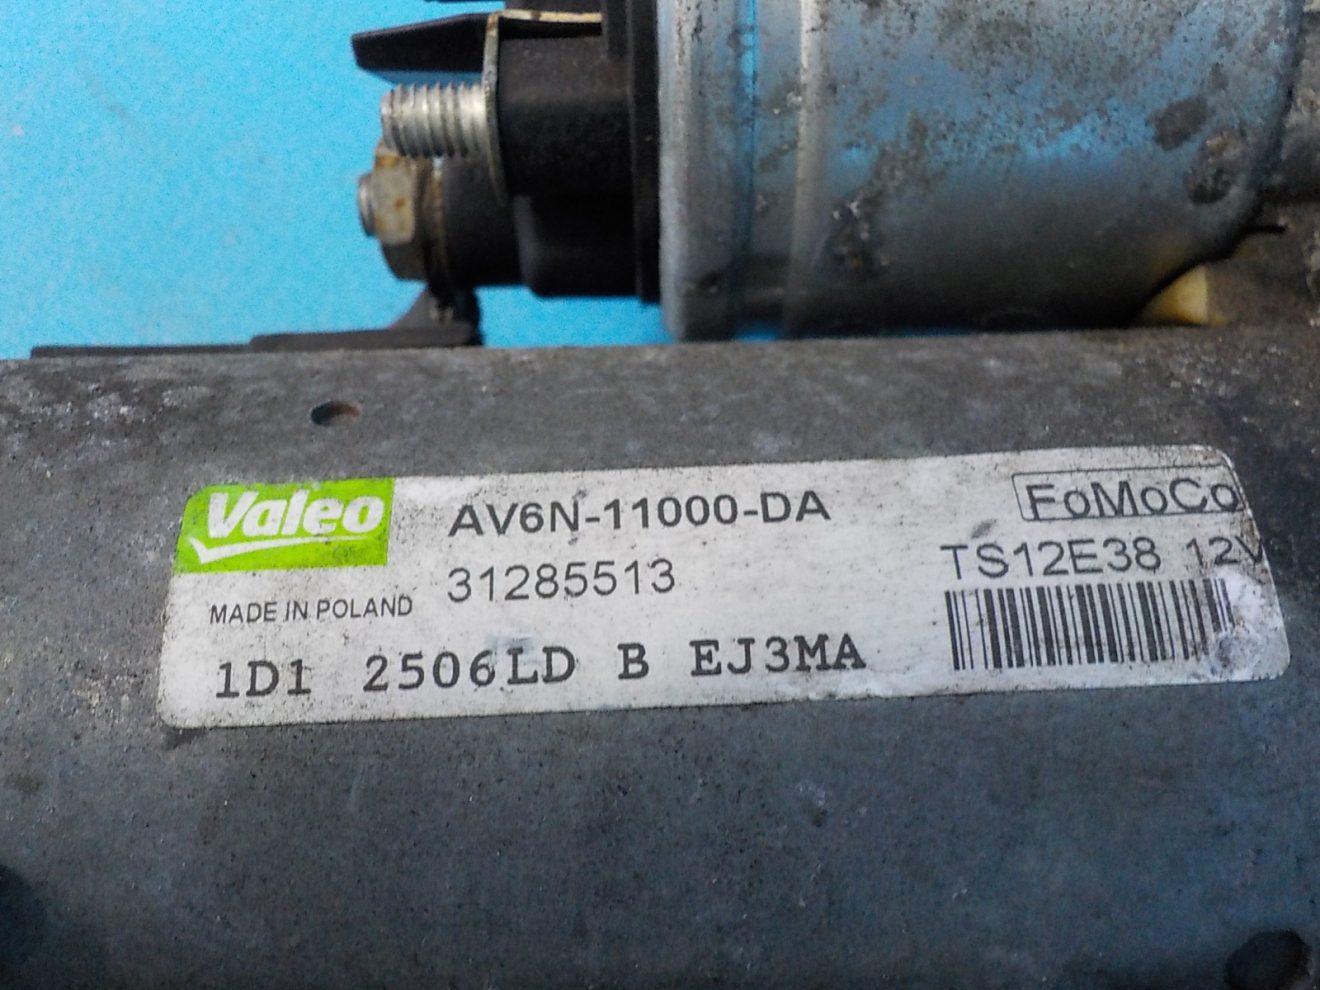 Valeo
AV6N-11000-DA
FoMoCo
31285513
TS12E38 12V
MADE IN POLAND
1D1 2506LD B EJ3MA